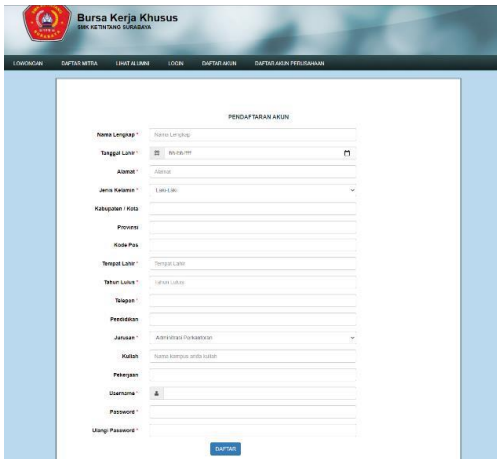 Bursa Kerja Khusus
SMK KETINTANG SURABAYA
LOWONGAN DAFTAR MITRA LIHAT ALUMNI LOGIN DAFTAR AKUN DAFTAR AKUN PERUSAHAAN
PENDAFTARAN AKUN
Nama Lengkap * Nama Lengkap
Tanggal Lahir *
Alamat * Alamat
Jenis Kelamin * Laki-Laki
Kabupaten / Kota
Provinsi
Kode Pos
Tempat Lahir * Tempat Lahir
Tahun Lulus * Tahun Lulus
Telepon *
Pendidikan
Jurusan * Administrasi Perkantoran
Kuliah Nama kampus anda kuliah
Pekerjaan
Username *
Password *
Ulangi Password *
DAFTAR